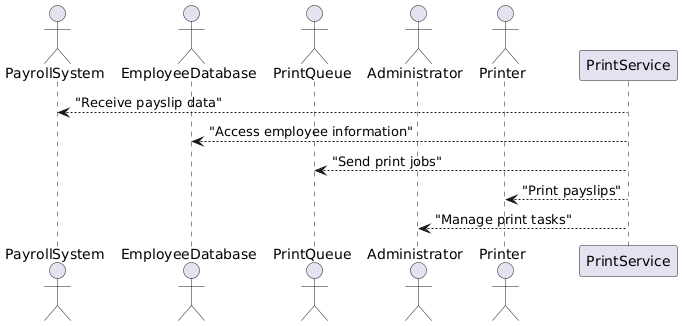 PayrollSystem EmployeeDatabase PrintQueue Administrator Printer PrintService
"Receive payslip data"
"Access employee information"
"Send print jobs"
"Print payslips"
"Manage print tasks"
PayrollSystem EmployeeDatabase PrintQueue Administrator Printer PrintService